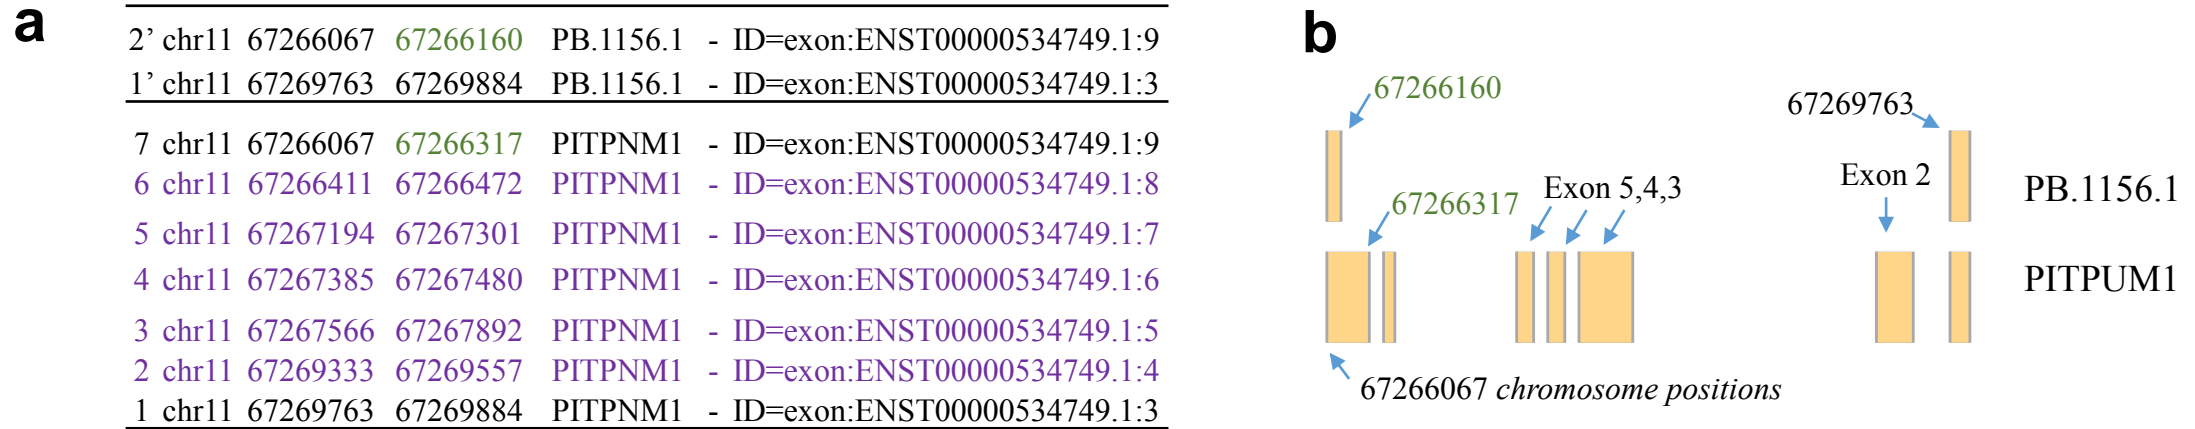 a
2’ chr11 67266067 67266160 PB.1156.1 - ID=exon:ENST00000534749.1:9
1’ chr11 67269763 67269884 PB.1156.1 - ID=exon:ENST00000534749.1:3
7 chr11 67266067 67266317 PITPNM1 - ID=exon:ENST00000534749.1:9
6 chr11 67266411 67266472 PITPNM1 - ID=exon:ENST00000534749.1:8
5 chr11 67267194 67267301 PITPNM1 - ID=exon:ENST00000534749.1:7
4 chr11 67267385 67267480 PITPNM1 - ID=exon:ENST00000534749.1:6
3 chr11 67267566 67267892 PITPNM1 - ID=exon:ENST00000534749.1:5
2 chr11 67269333 67269557 PITPNM1 - ID=exon:ENST00000534749.1:4
1 chr11 67269763 67269884 PITPNM1 - ID=exon:ENST00000534749.1:3
b
67266160
67269763
Exon 2
PB.1156.1
67266317
Exon 5,4,3
PITPUM1
67266067 chromosome positions